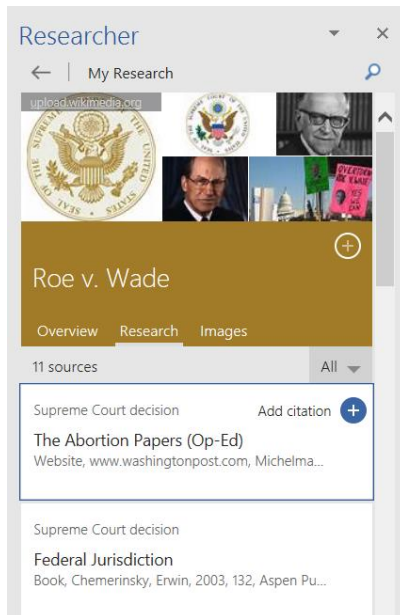 Researcher
My Research
upload.wikimedia.org
Roe v. Wade
Overview Research Images
11 sources All
Supreme Court decision Add citation
The Abortion Papers (Op-Ed)
Website, www.washingtonpost.com, Michelma...
Supreme Court decision
Federal Jurisdiction
Book, Chemerinsky, Erwin, 2003, 132, Aspen Pu...